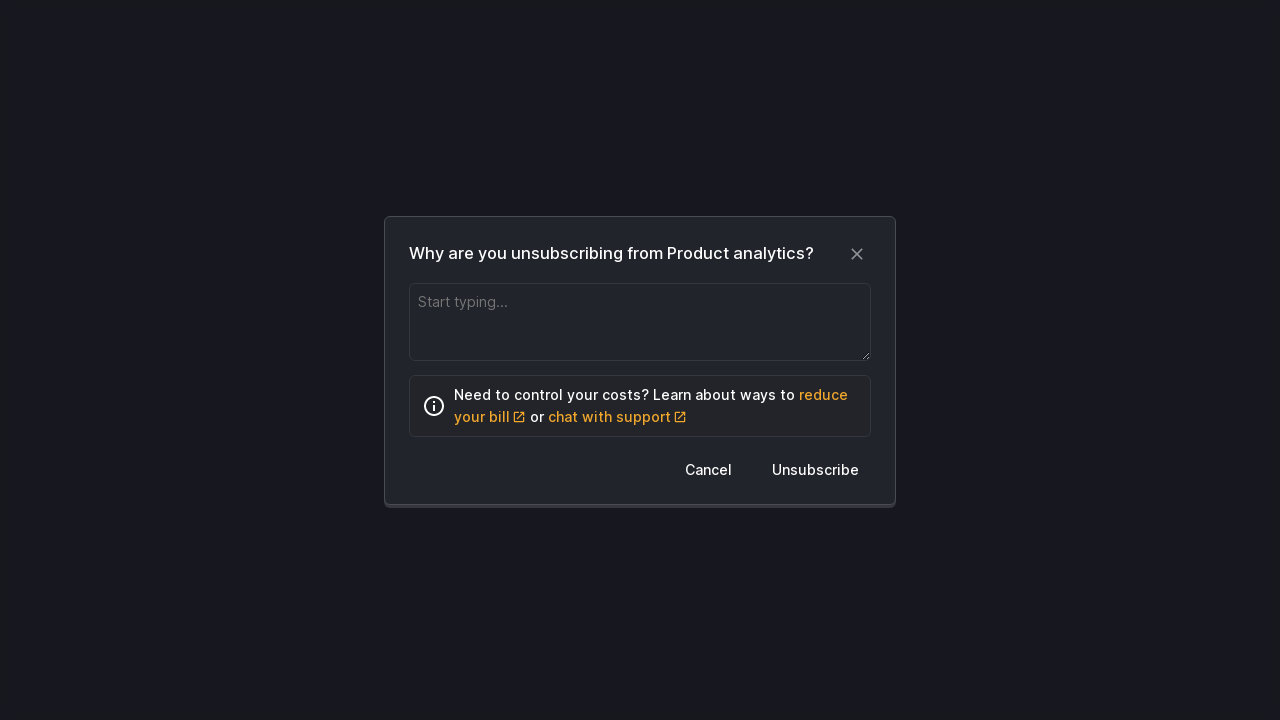 Why are you unsubscribing from Product analytics?
Start typing...
Need to control your costs? Learn about ways to reduce
your bill or chat with support
Cancel Unsubscribe